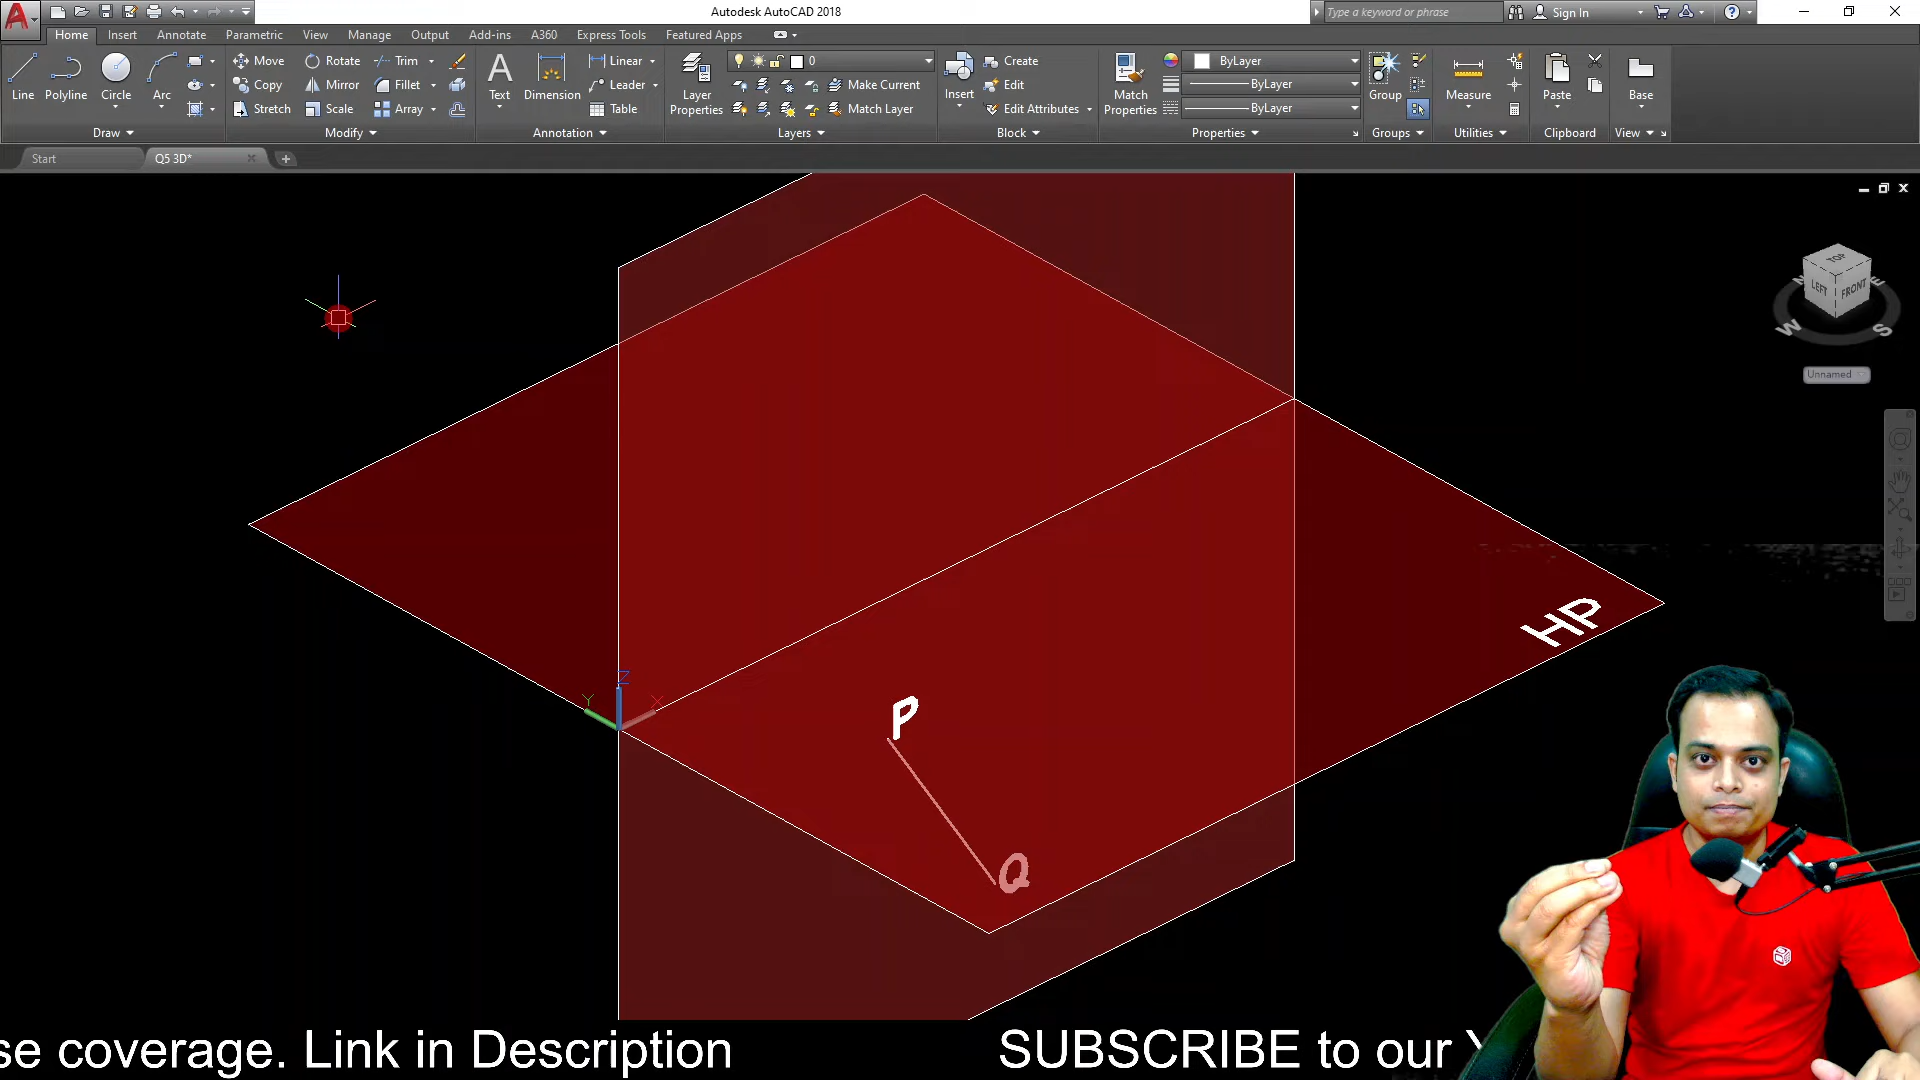 Autodesk AutoCAD 2018
Type a keyword or phrase
Sign In
Home Insert Annotate Parametric View Manage Output Add-ins A360 Express Tools Featured Apps
Line Polyline Circle Arc
Move Rotate Trim
Copy Mirror Fillet
Stretch Scale Array
Text Dimension
Linear
Leader
Table
Layer Properties
0
Make Current
Match Layer
Insert
Create
Edit
Edit Attributes
Match Properties
ByLayer
ByLayer
ByLayer
Group
Measure
Paste
Base
Draw Modify Annotation Layers Block Properties Groups Utilities Clipboard View
Start Q5 3D*
TOP
LEFT FRONT
N E
W S
Unnamed
HP
Z
Y X
P
Q
se coverage. Link in Description SUBSCRIBE to our Y